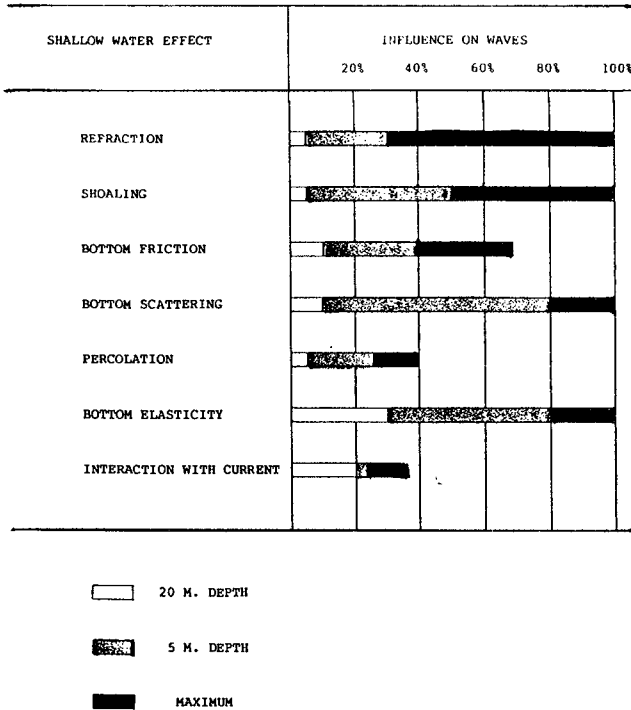 SHALLOW WATER EFFECT
INFLUENCE ON WAVES
20% 40% 60% 80% 100%
REFRACTION
SHOALING
BOTTOM FRICTION
BOTTOM SCATTERING
PERCOLATION
BOTTOM ELASTICITY
INTERACTION WITH CURRENT
20 M. DEPTH
5 M. DEPTH
MAXIMUM